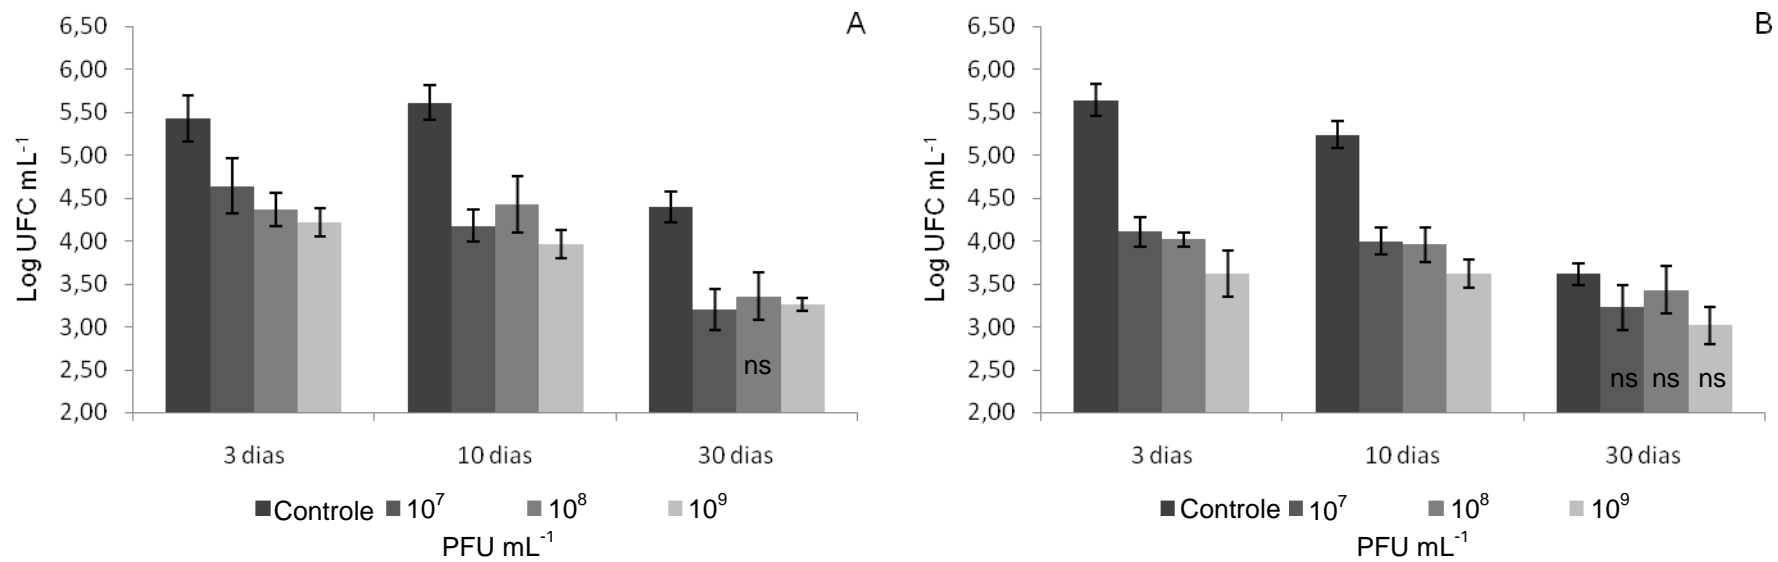 A
Log UFC mL⁻¹
6,50
6,00
5,50
5,00
4,50
4,00
3,50
3,00
2,50
2,00
ns
3 dias 10 dias 30 dias
Controle 10⁷ 10⁸ 10⁹
PFU mL⁻¹
B
Log UFC mL⁻¹
6,50
6,00
5,50
5,00
4,50
4,00
3,50
3,00
2,50
2,00
ns ns ns
3 dias 10 dias 30 dias
Controle 10⁷ 10⁸ 10⁹
PFU mL⁻¹